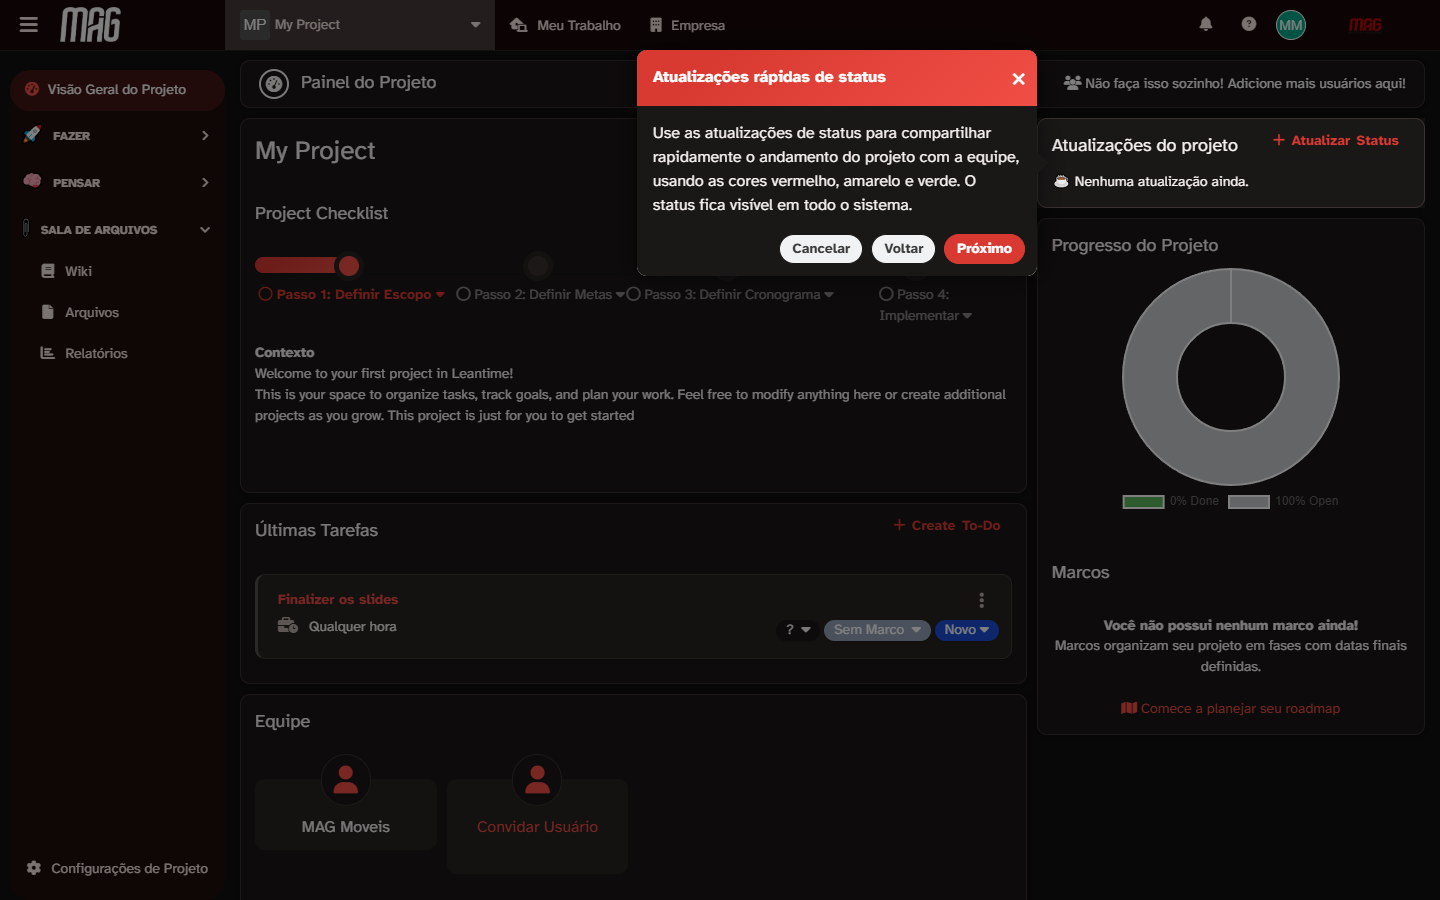 MAG
MP My Project
Meu Trabalho
Empresa
?
MM
MAG
Visão Geral do Projeto
FAZER
PENSAR
SALA DE ARQUIVOS
Wiki
Arquivos
Relatórios
Configurações de Projeto
Painel do Projeto
Não faça isso sozinho! Adicione mais usuários aqui!
Atualizações rápidas de status
×
Use as atualizações de status para compartilhar
rapidamente o andamento do projeto com a equipe,
usando as cores vermelho, amarelo e verde. O
status fica visível em todo o sistema.
Cancelar
Voltar
Próximo
My Project
Project Checklist
Passo 1: Definir Escopo
Passo 2: Definir Metas
Passo 3: Definir Cronograma
Passo 4:
Implementar
Contexto
Welcome to your first project in Leantime!
This is your space to organize tasks, track goals, and plan your work. Feel free to modify anything here or create additional
projects as you grow. This project is just for you to get started
Últimas Tarefas
+ Create To-Do
Finalizer os slides
Qualquer hora
?
Sem Marco
Novo
Equipe
MAG Moveis
Convidar Usuário
Atualizações do projeto
+ Atualizar Status
Nenhuma atualização ainda.
Progresso do Projeto
0% Done
100% Open
Marcos
Você não possui nenhum marco ainda!
Marcos organizam seu projeto em fases com datas finais
definidas.
Comece a planejar seu roadmap